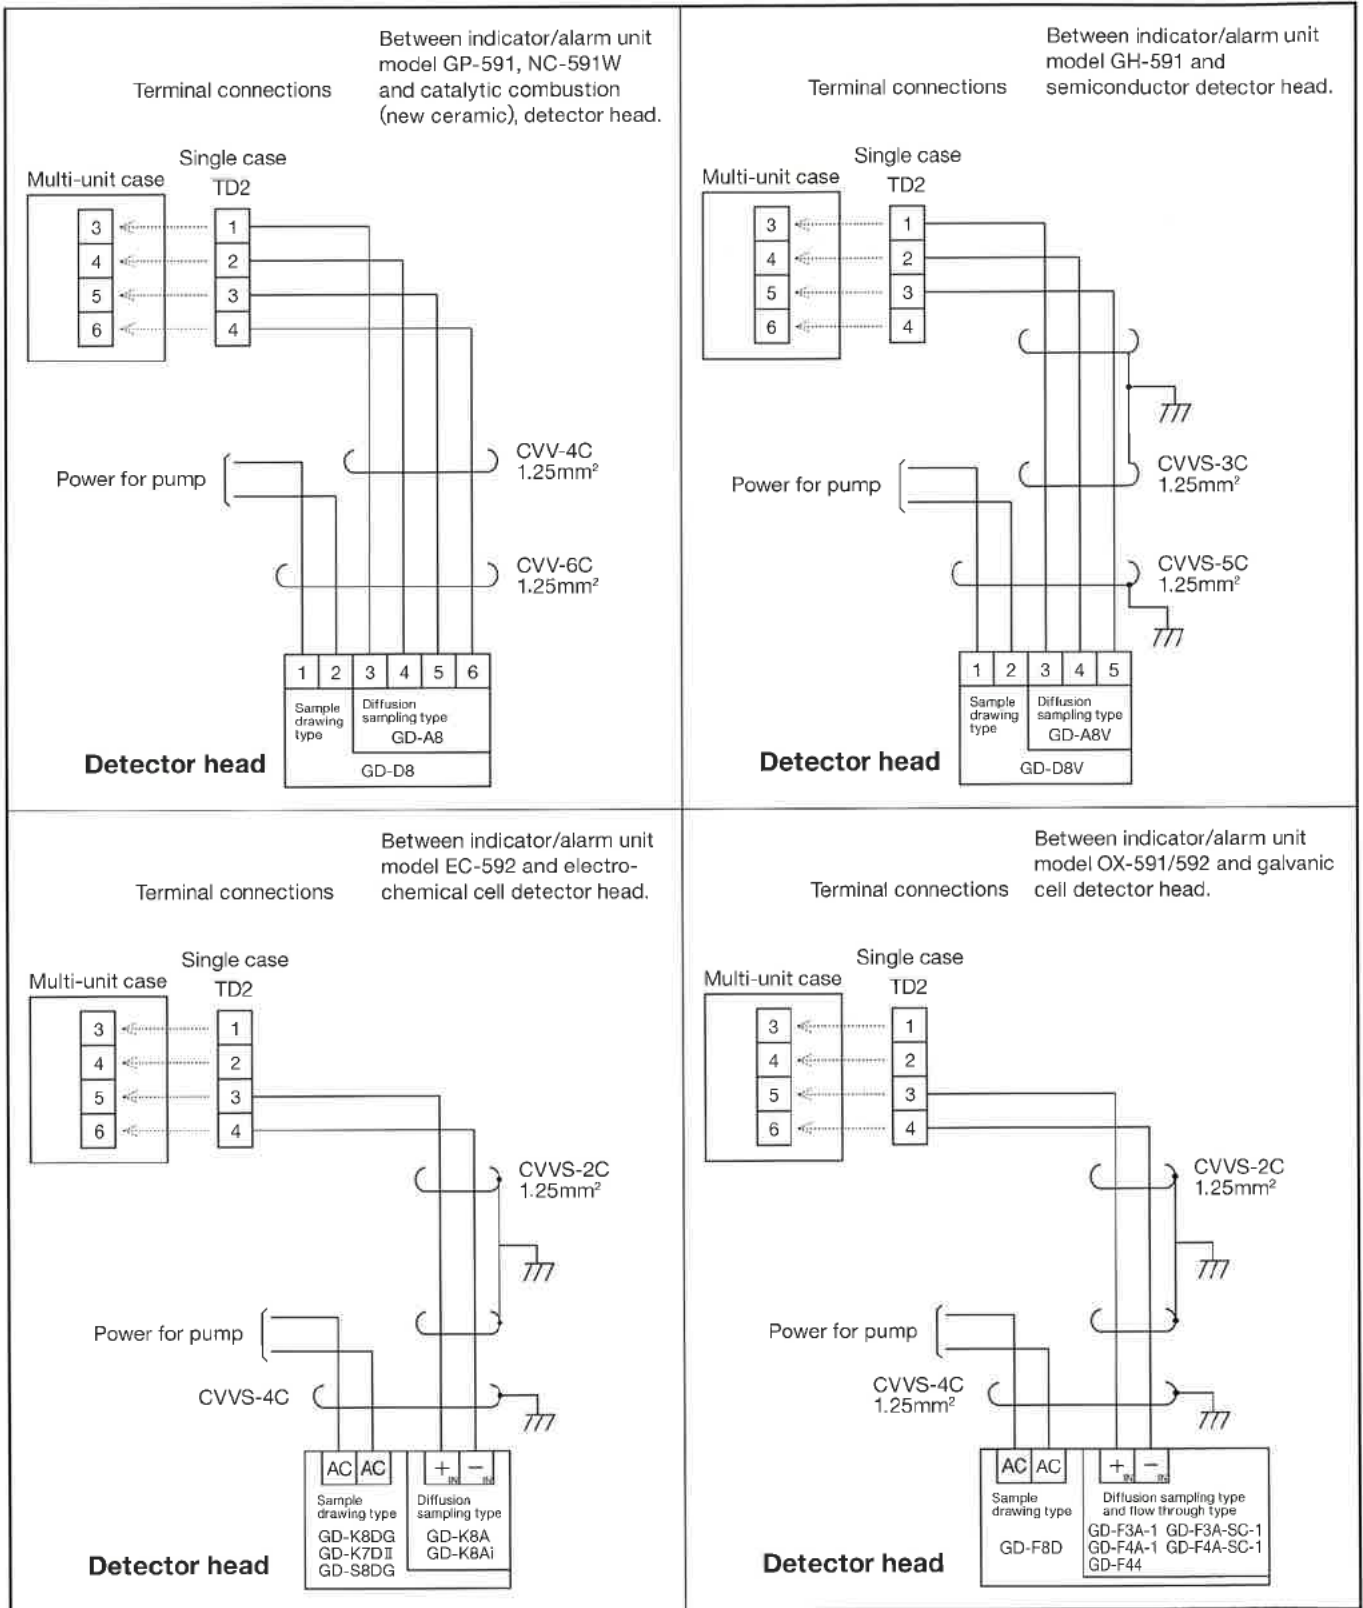 Terminal connections
Between indicator/alarm unit
model GP-591, NC-591W
and catalytic combustion
(new ceramic), detector head.
Single case
Multi-unit case
TD2
3 1
4 2
5 3
6 4
CVV-4C
1.25mm²
Power for pump
CVV-6C
1.25mm²
1 2 3 4 5 6
Sample
drawing
type
Diffusion
sampling type
GD-A8
Detector head
GD-D8
Terminal connections
Between indicator/alarm unit
model GH-591 and
semiconductor detector head.
Single case
Multi-unit case
TD2
3 1
4 2
5 3
6 4
Power for pump
CVVS-3C
1.25mm²
CVVS-5C
1.25mm²
1 2 3 4 5
Sample
drawing
type
Diffusion
sampling type
GD-A8V
Detector head
GD-D8V
Terminal connections
Between indicator/alarm unit
model EC-592 and electro-
chemical cell detector head.
Single case
Multi-unit case
TD2
3 1
4 2
5 3
6 4
CVVS-2C
1.25mm²
Power for pump
CVVS-4C
AC AC + IN − IN
Sample
drawing type
GD-K8DG
GD-K7DⅡ
GD-S8DG
Diffusion
sampling type
GD-K8A
GD-K8Ai
Detector head
Terminal connections
Between indicator/alarm unit
model OX-591/592 and galvanic
cell detector head.
Single case
Multi-unit case
TD2
3 1
4 2
5 3
6 4
CVVS-2C
1.25mm²
Power for pump
CVVS-4C
1.25mm²
AC AC + IN − IN
Sample
drawing type
GD-F8D
Diffusion sampling type
and flow through type
GD-F3A-1 GD-F3A-SC-1
GD-F4A-1 GD-F4A-SC-1
GD-F44
Detector head